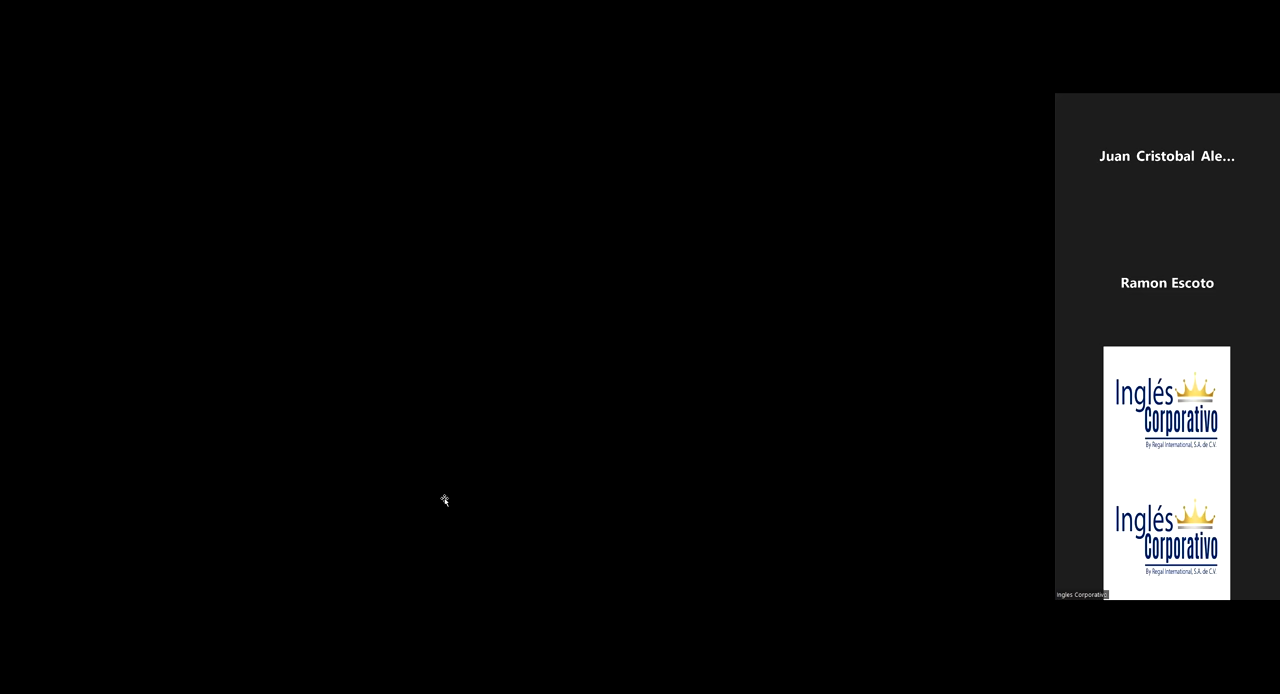 Juan Cristobal Ale...
Ramon Escoto
Inglés
Corporativo
By Regal International, S.A. de C.V.
Inglés
Corporativo
By Regal International, S.A. de C.V.
Ingles Corporativo